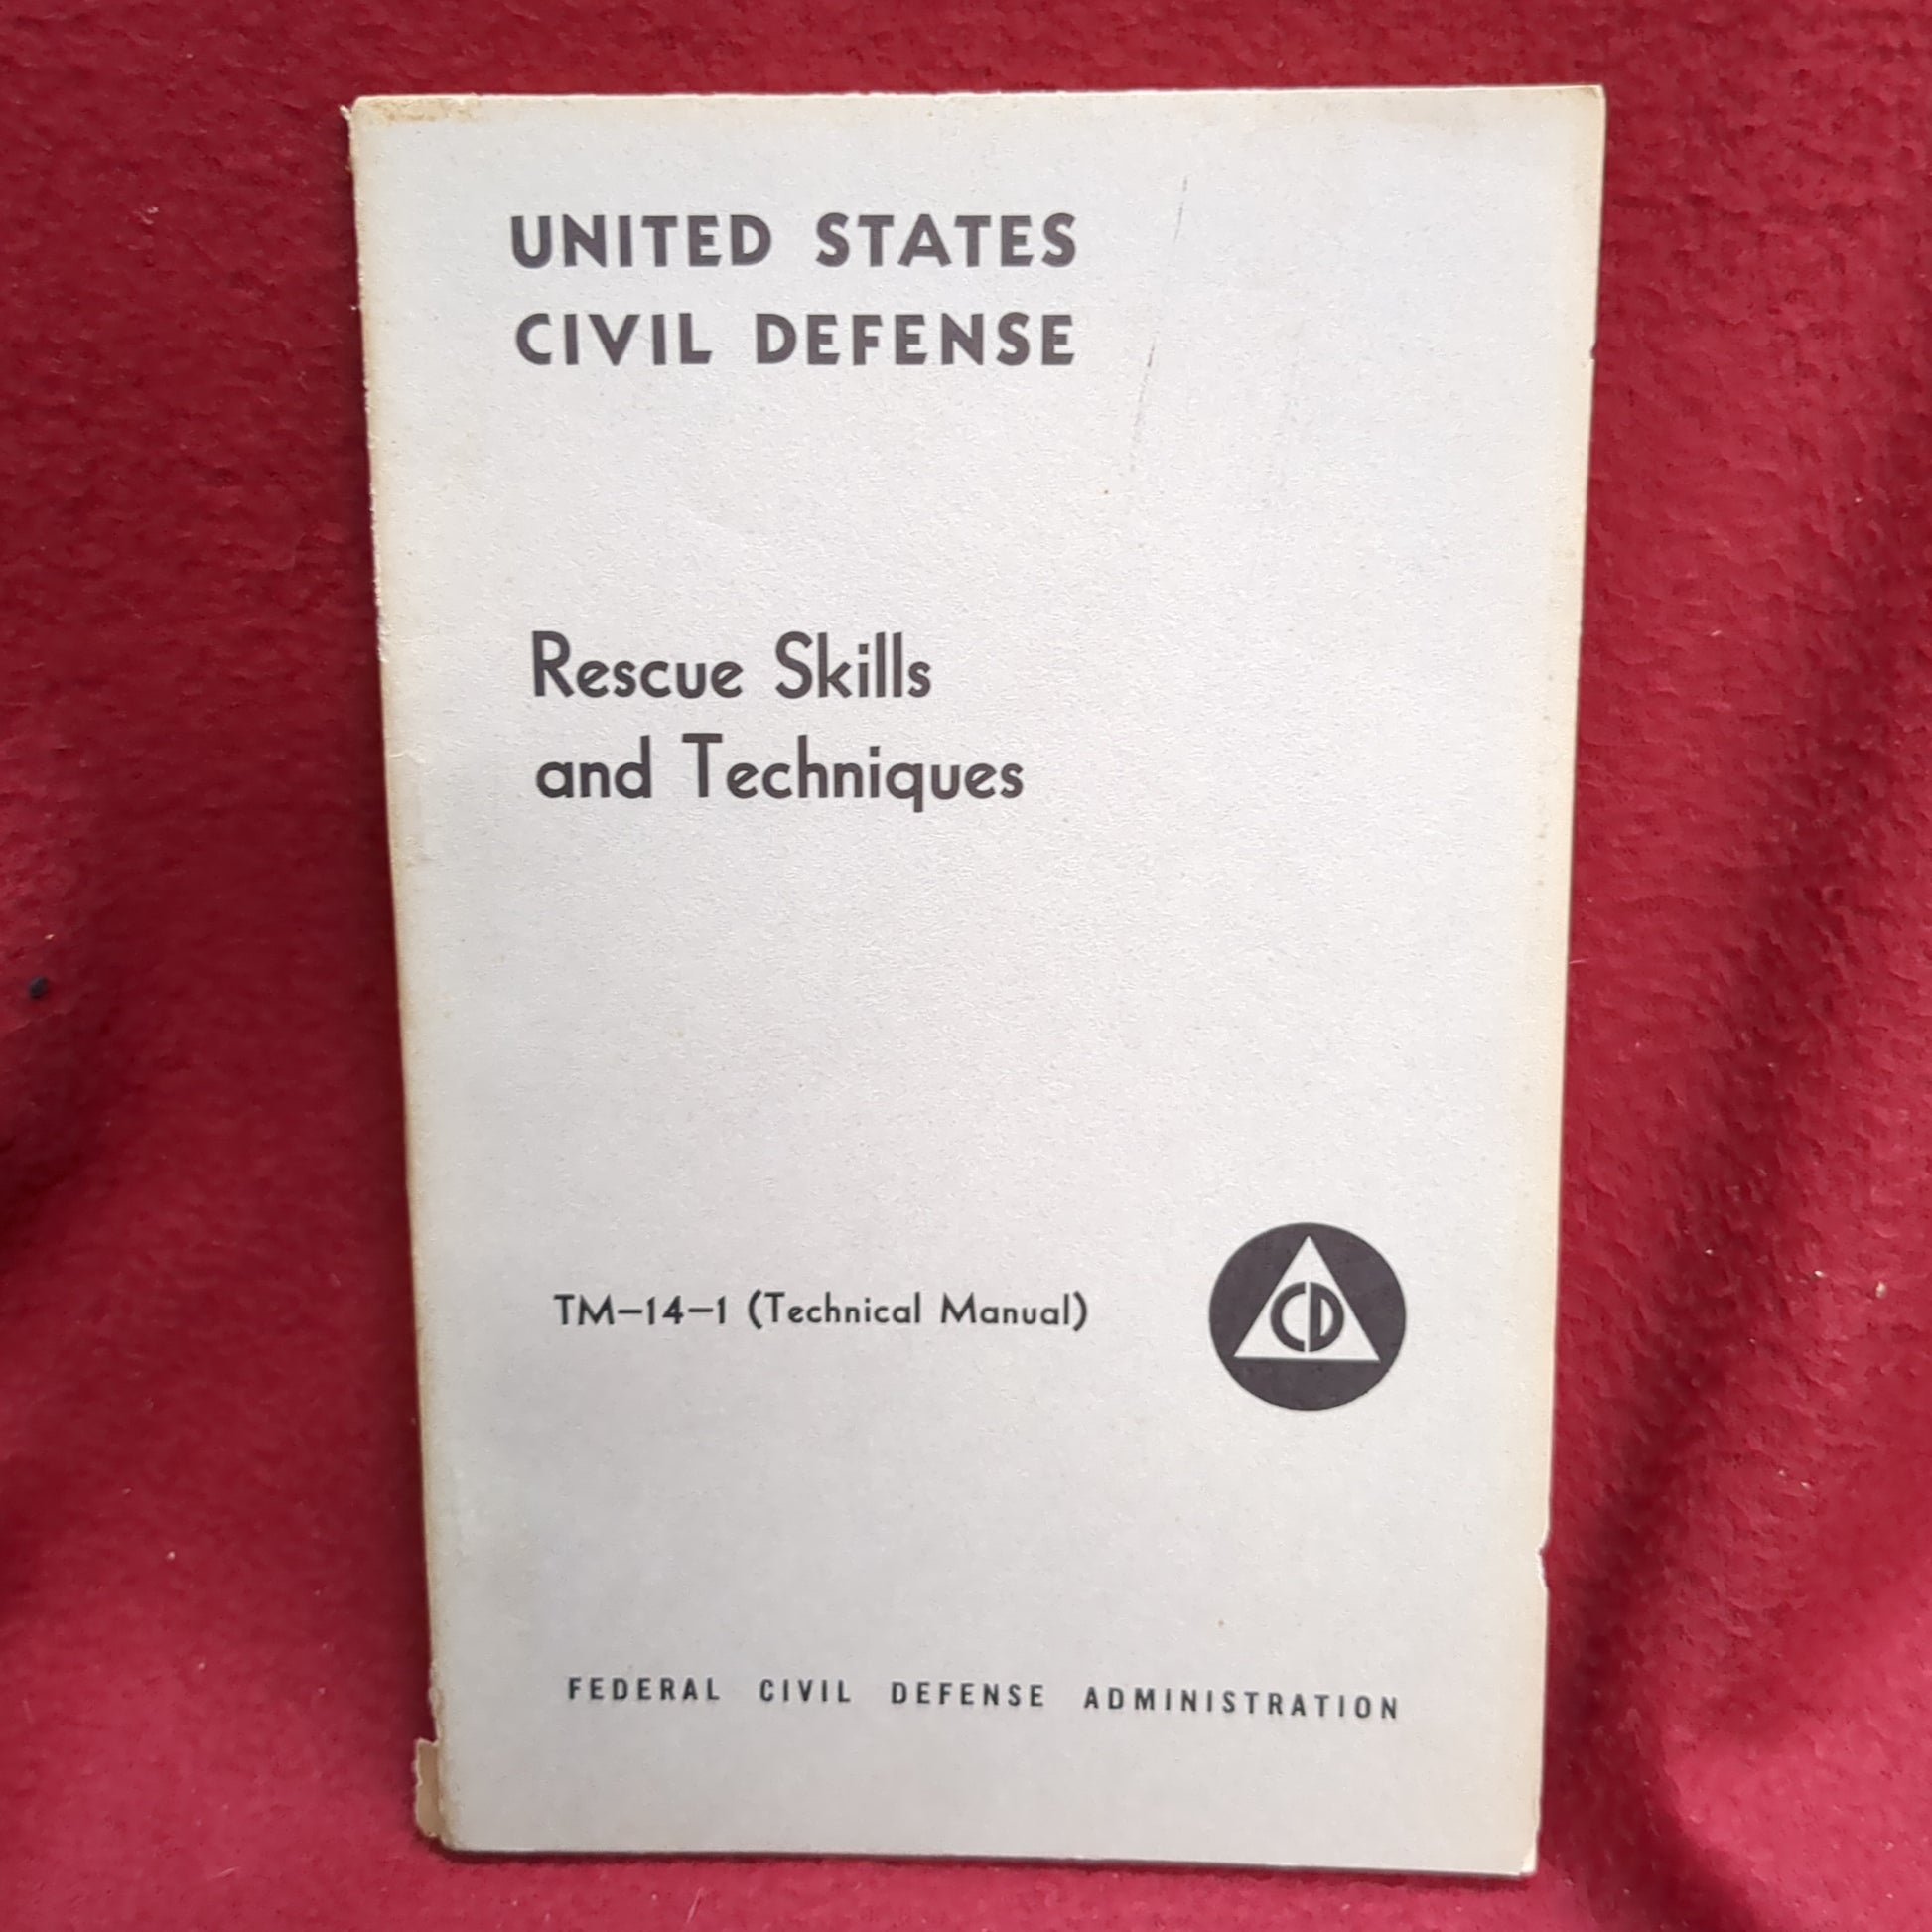 UNITED STATES
CIVIL DEFENSE
Rescue Skills
and Techniques
TM–14–1 (Technical Manual)
CD
FEDERAL CIVIL DEFENSE ADMINISTRATION